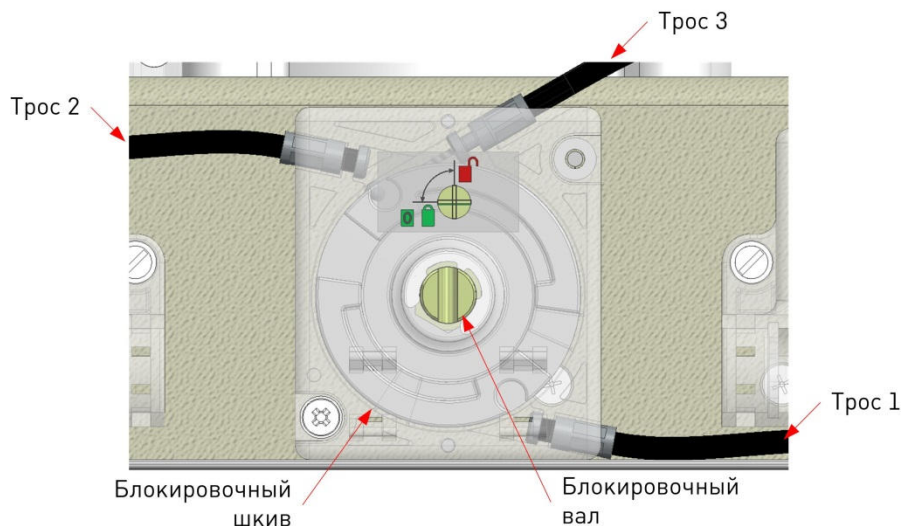 Трос 3
Трос 2
0
Трос 1
Блокировочный
шкив
Блокировочный
вал